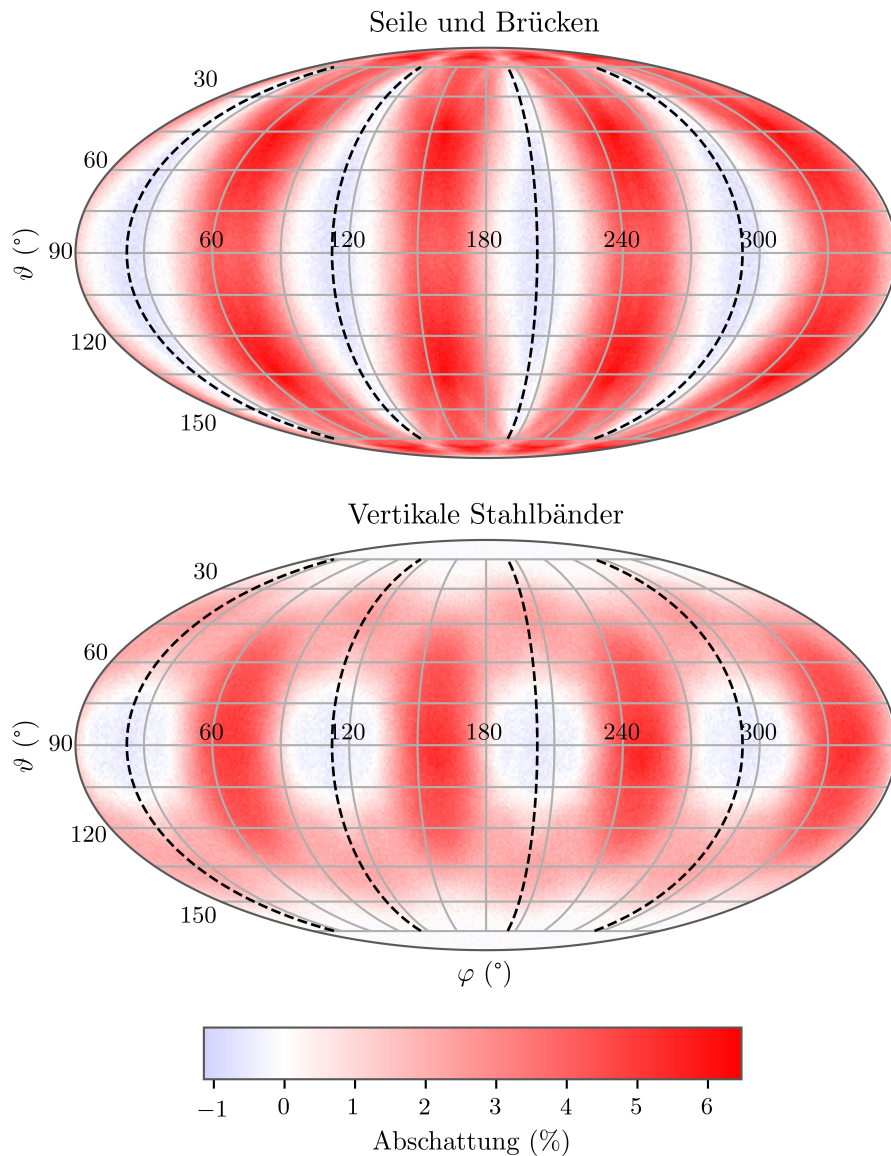 Seile und Brücken
30
60
90
120
150
ϑ (°)
60 120 180 240 300
Vertikale Stahlbänder
30
60
90
120
150
ϑ (°)
60 120 180 240 300
φ (°)
−1 0 1 2 3 4 5 6
Abschattung (%)